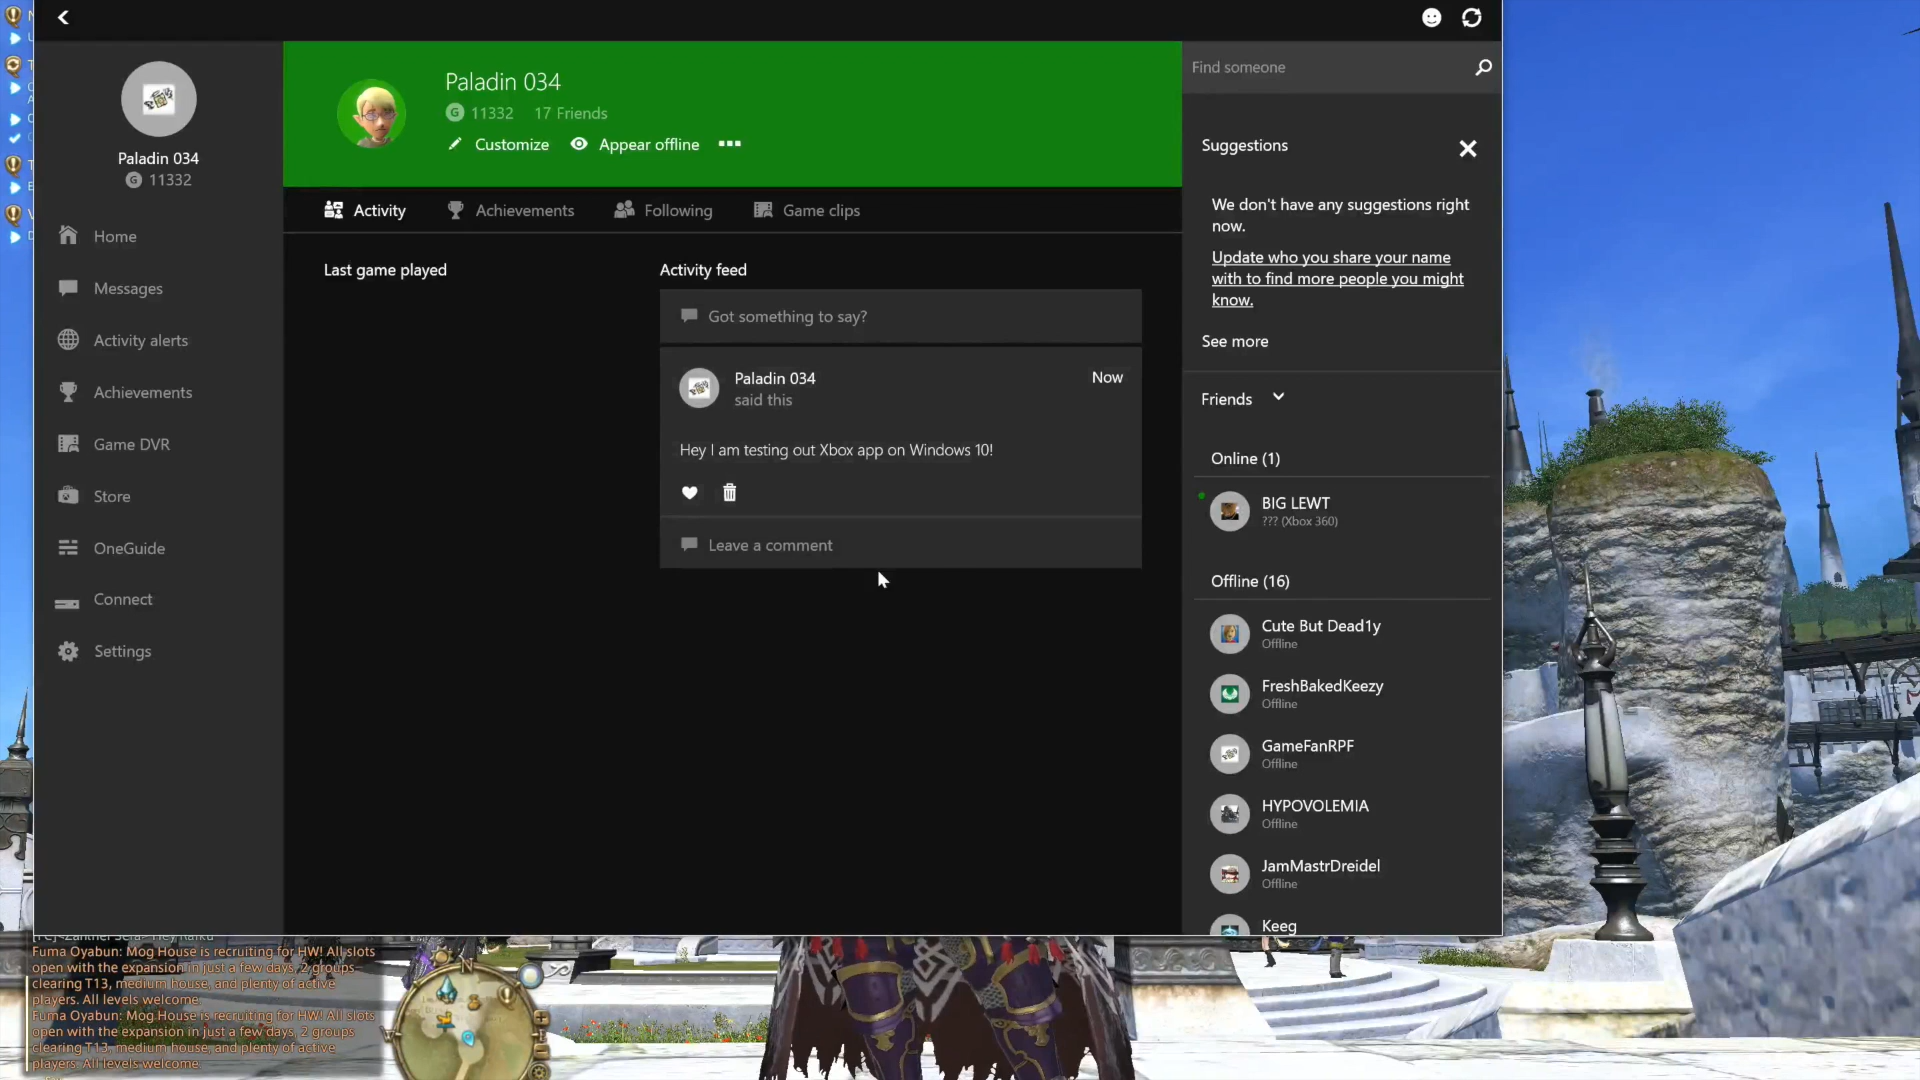 Paladin 034
11332
Home
Messages
Activity alerts
Achievements
Game DVR
Store
OneGuide
Connect
Settings
Paladin 034
11332 17 Friends
Customize Appear offline
Activity Achievements Following Game clips
Last game played
Activity feed
Got something to say?
Paladin 034
said this
Now
Hey I am testing out Xbox app on Windows 10!
Leave a comment
Find someone
Suggestions
We don't have any suggestions right
now.
Update who you share your name
with to find more people you might
know.
See more
Friends
Online (1)
BIG LEWT
??? (Xbox 360)
Offline (16)
Cute But Dead1y
Offline
FreshBakedKeezy
Offline
GameFanRPF
Offline
HYPOVOLEMIA
Offline
JamMastrDreidel
Offline
Keeg
Fuma Oyabun: Mog House is recruiting for HW! All slots
open with the expansion in just a few days, 2 groups
clearing T13, medium house, and plenty of active
players. All levels welcome.
Fuma Oyabun: Mog House is recruiting for HW! All slots
open with the expansion in just a few days, 2 groups
clearing T13, medium house, and plenty of active
players. All levels welcome.
N